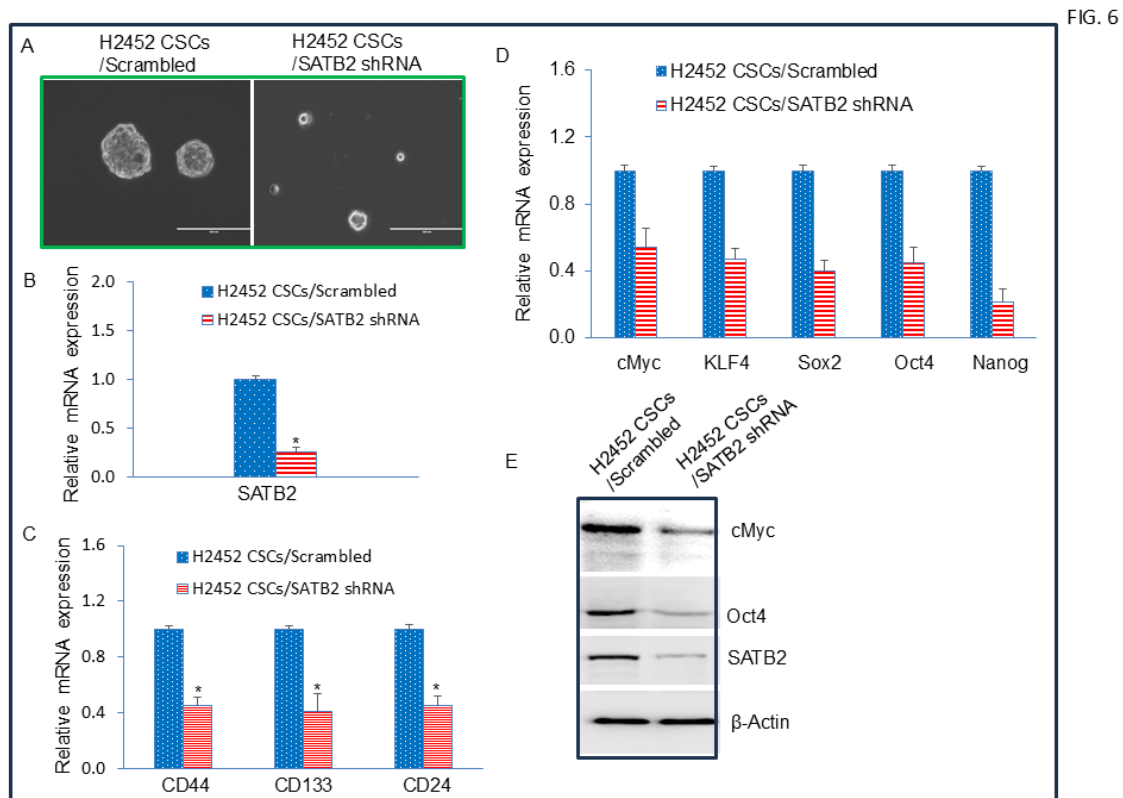 FIG. 6
A
H2452 CSCs
/Scrambled
H2452 CSCs
/SATB2 shRNA
B
Relative mRNA expression
2.0
1.5
1.0
0.5
0.0
H2452 CSCs/Scrambled
H2452 CSCs/SATB2 shRNA
*
SATB2
C
Relative mRNA expression
1.6
1.2
0.8
0.4
0.0
H2452 CSCs/Scrambled
H2452 CSCs/SATB2 shRNA
* * *
CD44 CD133 CD24
D
Relative mRNA expression
1.6
1.2
0.8
0.4
0.0
H2452 CSCs/Scrambled
H2452 CSCs/SATB2 shRNA
cMyc KLF4 Sox2 Oct4 Nanog
E
H2452 CSCs
/Scrambled
H2452 CSCs
/SATB2 shRNA
cMyc
Oct4
SATB2
β-Actin